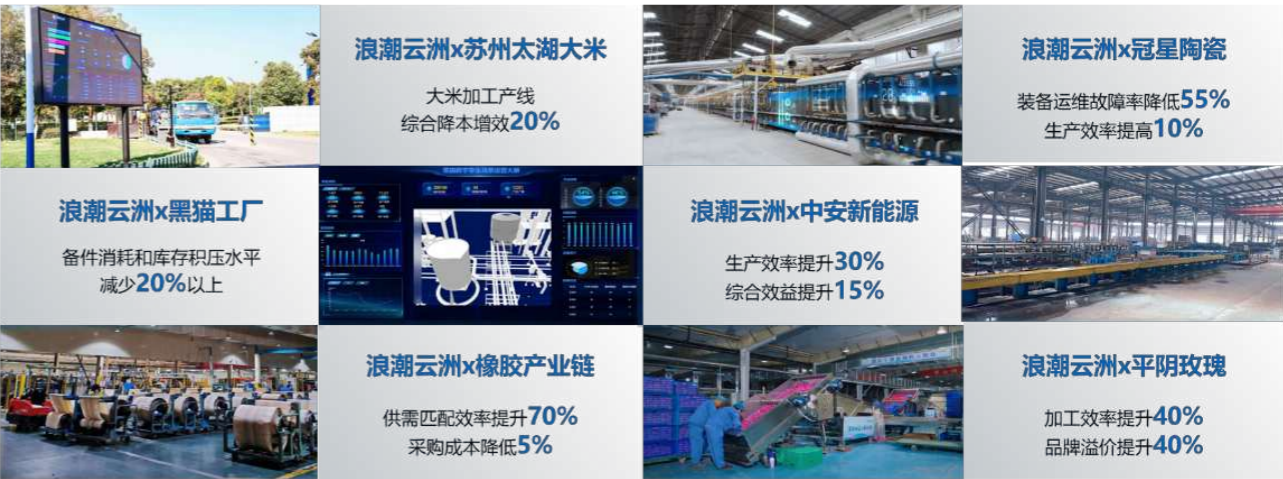 浪潮云洲x苏州太湖大米
大米加工产线
综合降本增效20%
浪潮云洲x冠星陶瓷
装备运维故障率降低55%
生产效率提高10%
浪潮云洲x黑猫工厂
备件消耗和库存积压水平
减少20%以上
浪潮云洲x中安新能源
生产效率提升30%
综合效益提升15%
浪潮云洲x橡胶产业链
供需匹配效率提升70%
采购成本降低5%
浪潮云洲x平阴玫瑰
加工效率提升40%
品牌溢价提升40%